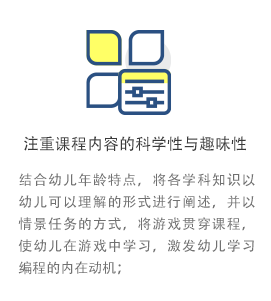 注重课程内容的科学性与趣味性
结合幼儿年龄特点，将各学科知识以
幼儿可以理解的形式进行阐述，并以
情景任务的方式，将游戏贯穿课程，
使幼儿在游戏中学习，激发幼儿学习
编程的内在动机；